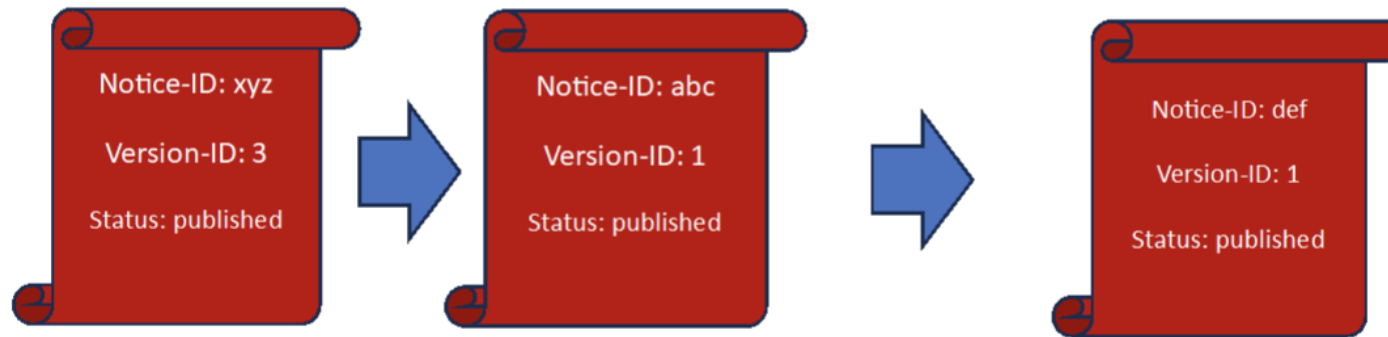 Notice-ID: xyz
Version-ID: 3
Status: published
Notice-ID: abc
Version-ID: 1
Status: published
Notice-ID: def
Version-ID: 1
Status: published